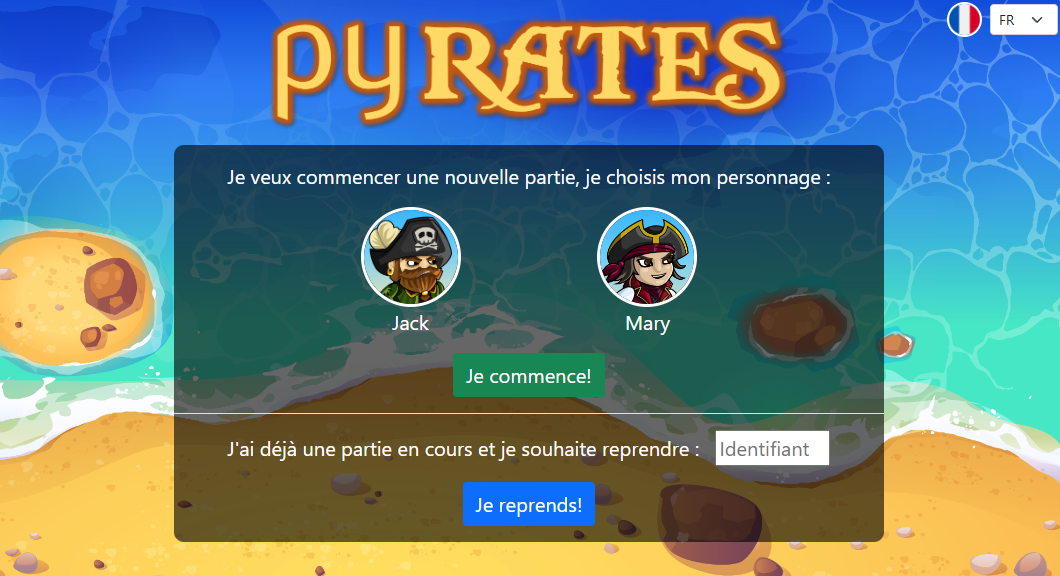 pyRATES
FR
Je veux commencer une nouvelle partie, je choisis mon personnage :
Jack
Mary
Je commence!
J'ai déjà une partie en cours et je souhaite reprendre :
Identifiant
Je reprends!